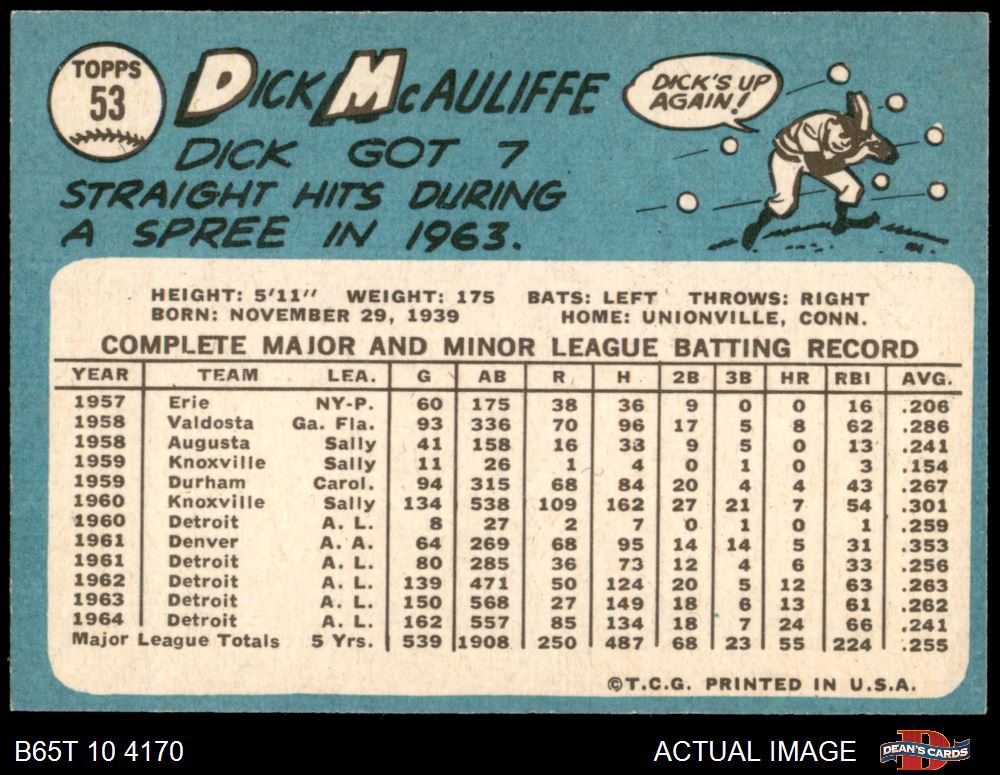 TOPPS
53
DICK McAULIFFE
DICK'S UP
AGAIN!
DICK GOT 7
STRAIGHT HITS DURING
A SPREE IN 1963.
HEIGHT: 5'11" WEIGHT: 175 BATS: LEFT THROWS: RIGHT
BORN: NOVEMBER 29, 1939 HOME: UNIONVILLE, CONN.
COMPLETE MAJOR AND MINOR LEAGUE BATTING RECORD
YEAR TEAM LEA. G AB R H 2B 3B HR RBI AVG.
1957 Erie NY-P. 60 175 38 36 9 0 0 16 .206
1958 Valdosta Ga. Fla. 93 336 70 96 17 5 8 62 .286
1958 Augusta Sally 41 158 16 38 9 5 0 13 .241
1959 Knoxville Sally 11 26 1 4 0 1 0 3 .154
1959 Durham Carol. 94 315 68 84 20 4 4 43 .267
1960 Knoxville Sally 134 538 109 162 27 21 7 54 .301
1960 Detroit A. L. 8 27 2 7 0 1 0 1 .259
1961 Denver A. A. 64 269 68 95 14 14 5 31 .353
1961 Detroit A. L. 80 285 36 73 12 4 6 33 .256
1962 Detroit A. L. 139 471 50 124 20 5 12 63 .263
1963 Detroit A. L. 150 568 27 149 18 6 13 61 .262
1964 Detroit A. L. 162 557 85 134 18 7 24 66 .241
Major League Totals 5 Yrs. 539 1908 250 487 68 23 55 224 .255
©T.C.G. PRINTED IN U.S.A.
B65T 10 4170 ACTUAL IMAGE DEAN'S CARDS